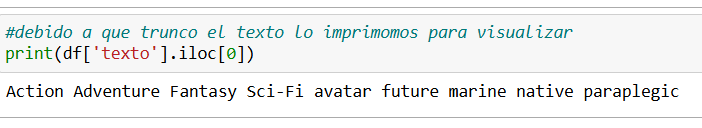 #debido a que trunco el texto lo imprimomos para visualizar
print(df['texto'].iloc[0])
Action Adventure Fantasy Sci-Fi avatar future marine native paraplegic